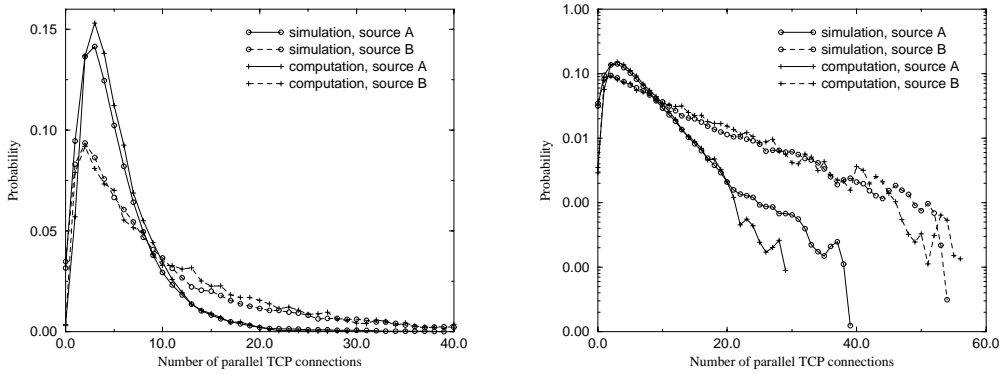 0.15
0.10
0.05
0.00
Probability
0.0
10.0
20.0
30.0
40.0
Number of parallel TCP connections
simulation, source A
simulation, source B
computation, source A
computation, source B
1.00
0.10
0.01
0.00
0.00
0.00
Probability
0.0
20.0
40.0
60.0
Number of parallel TCP connections
simulation, source A
simulation, source B
computation, source A
computation, source B